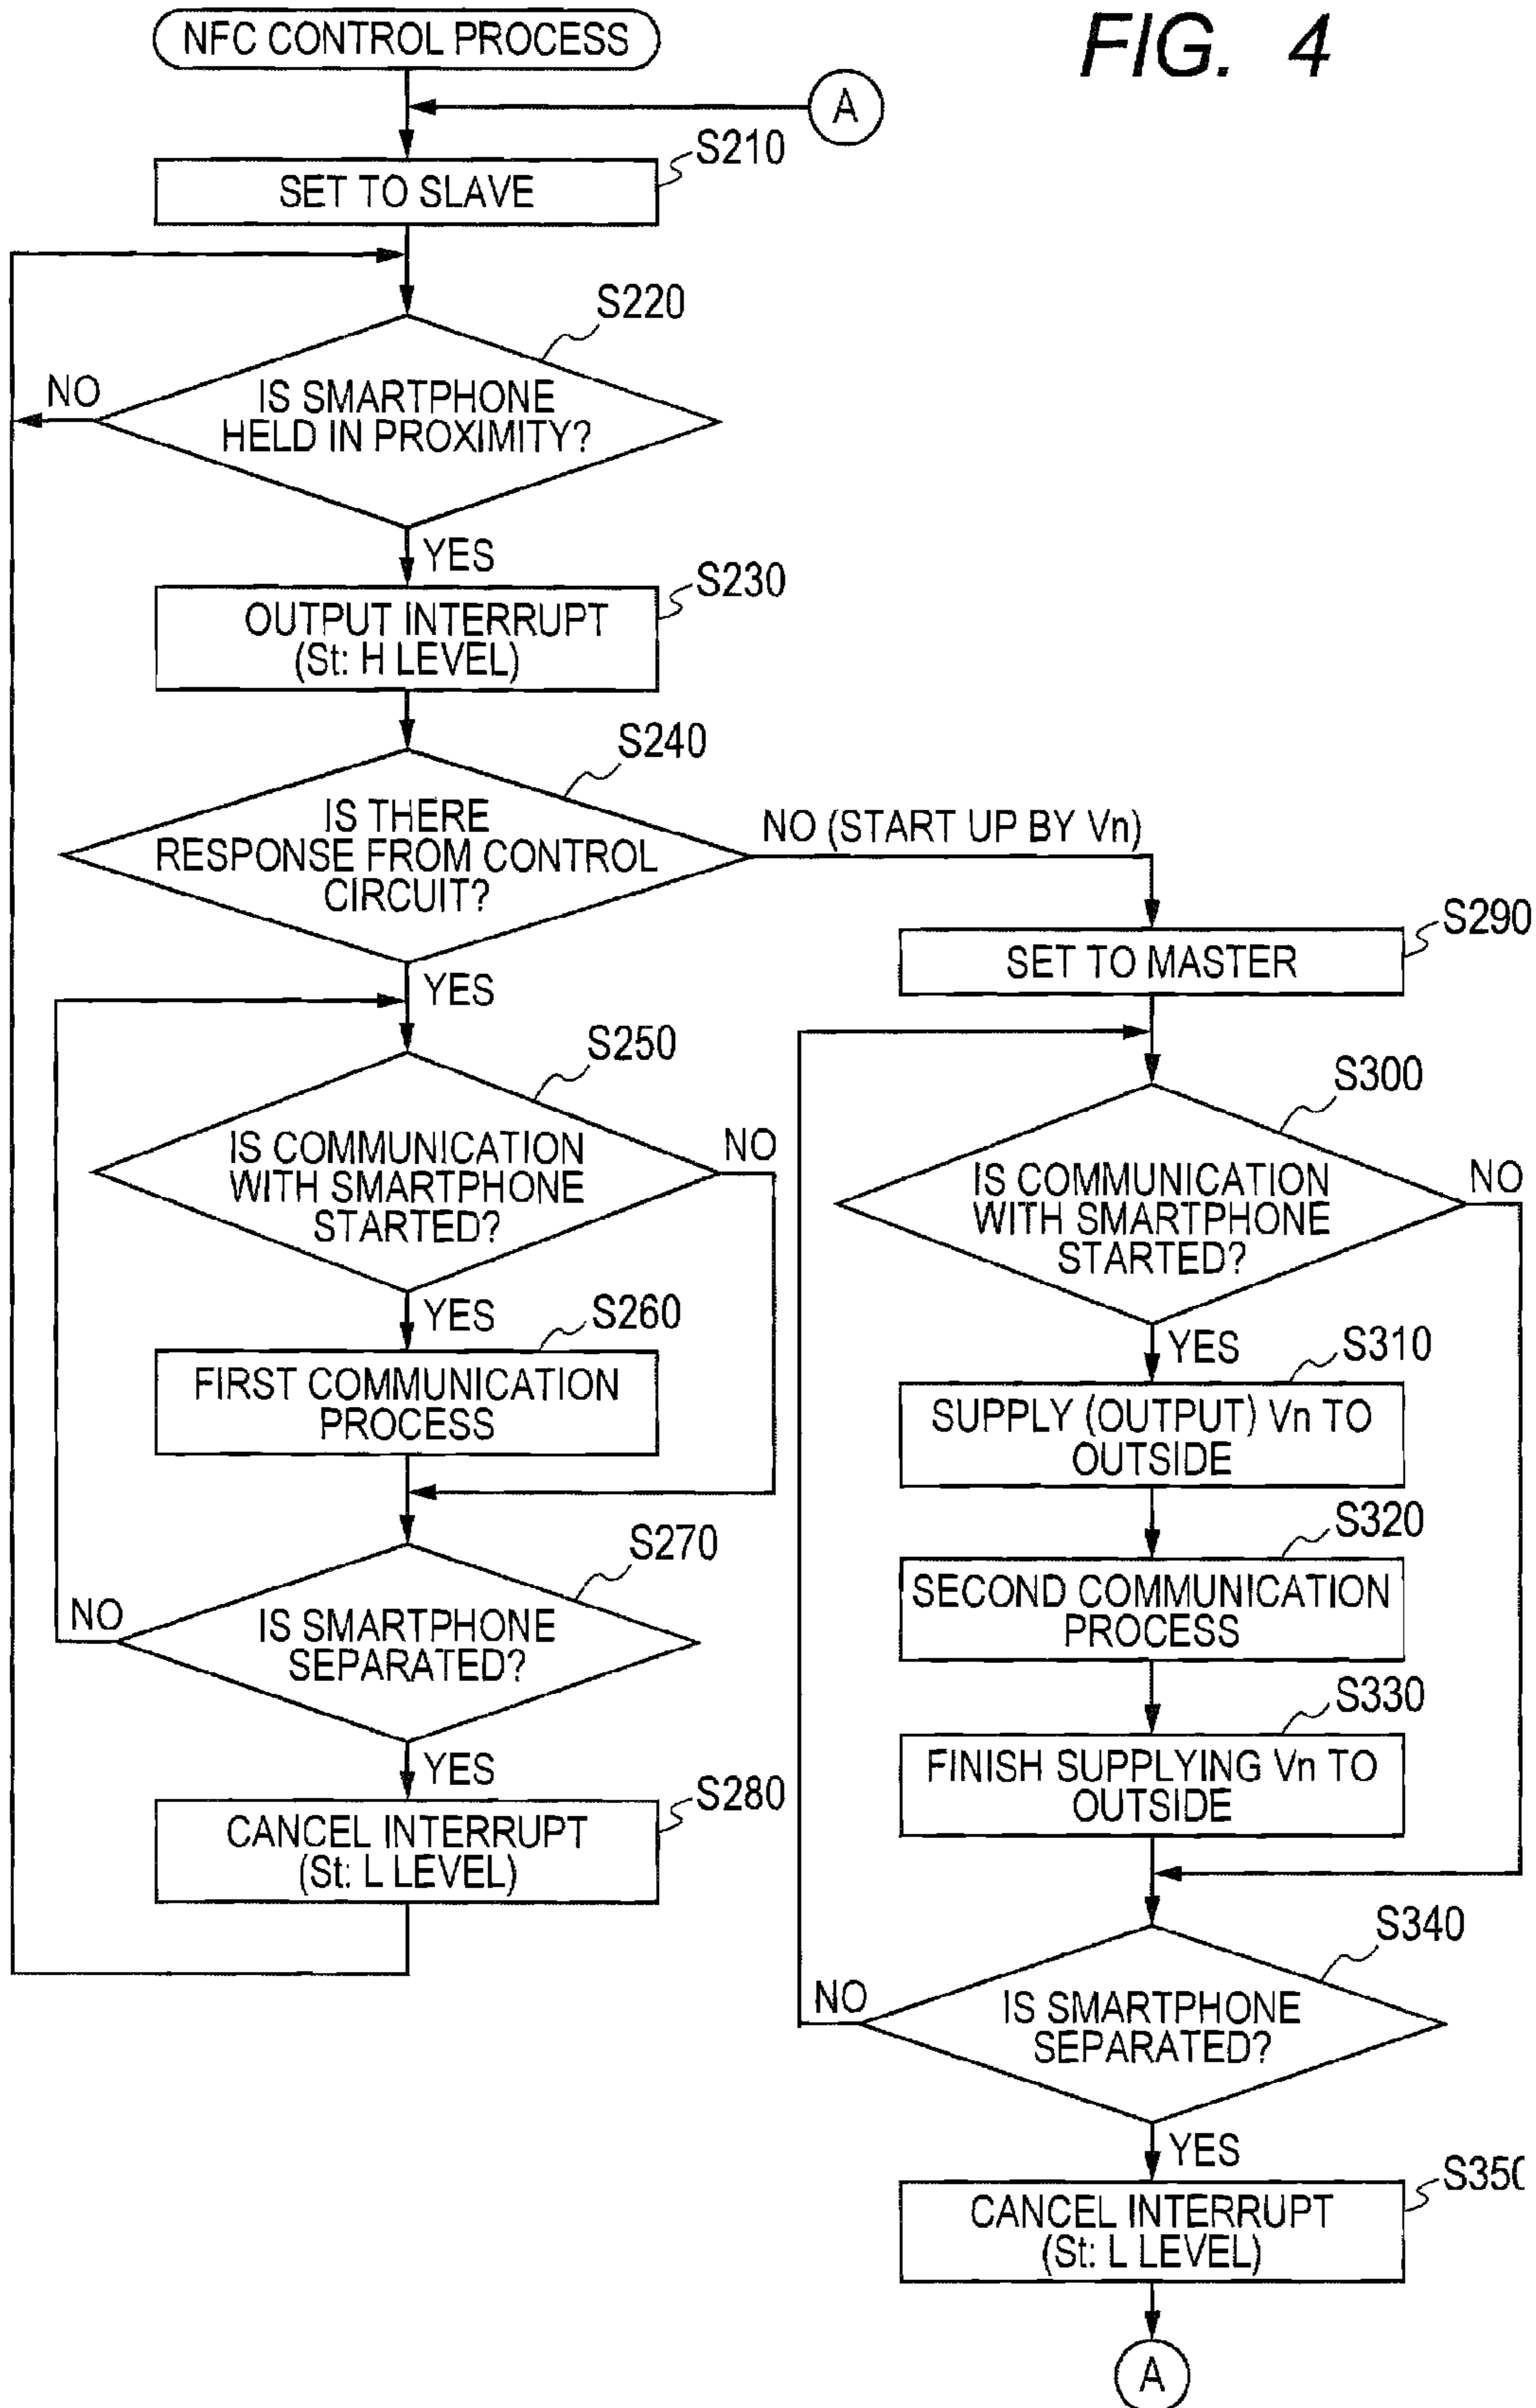 NFC CONTROL PROCESS
FIG. 4
A
S210
SET TO SLAVE
S220
IS SMARTPHONE
HELD IN PROXIMITY?
NO
YES
S230
OUTPUT INTERRUPT
(St: H LEVEL)
S240
IS THERE
RESPONSE FROM CONTROL
CIRCUIT?
NO (START UP BY Vn)
YES
S250
IS COMMUNICATION
WITH SMARTPHONE
STARTED?
NO
YES
S260
FIRST COMMUNICATION
PROCESS
S270
IS SMARTPHONE
SEPARATED?
NO
YES
S280
CANCEL INTERRUPT
(St: L LEVEL)
S290
SET TO MASTER
S300
IS COMMUNICATION
WITH SMARTPHONE
STARTED?
NO
YES
S310
SUPPLY (OUTPUT) Vn TO
OUTSIDE
S320
SECOND COMMUNICATION
PROCESS
S330
FINISH SUPPLYING Vn TO
OUTSIDE
S340
IS SMARTPHONE
SEPARATED?
NO
YES
S350
CANCEL INTERRUPT
(St: L LEVEL)
A